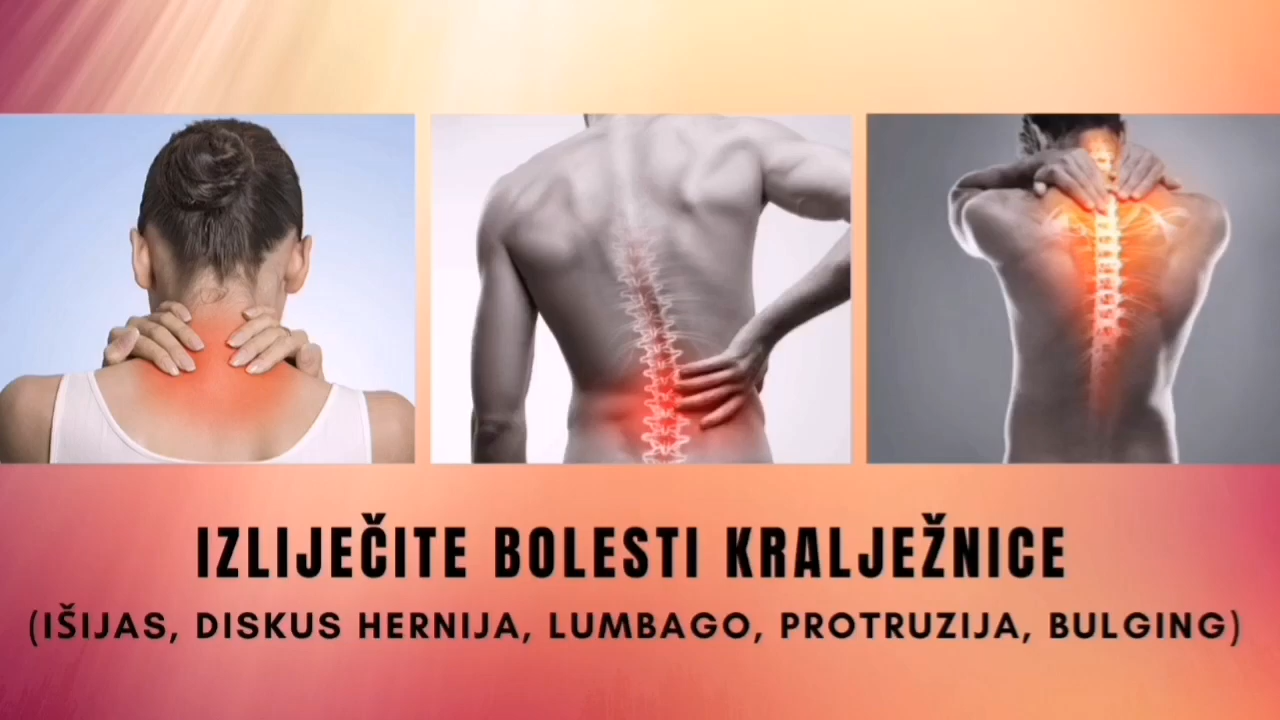 IZLIJEČITE BOLESTI KRALJEŽNICE
(IŠIJAS, DISKUS HERNIJA, LUMBAGO, PROTRUZIJA, BULGING)